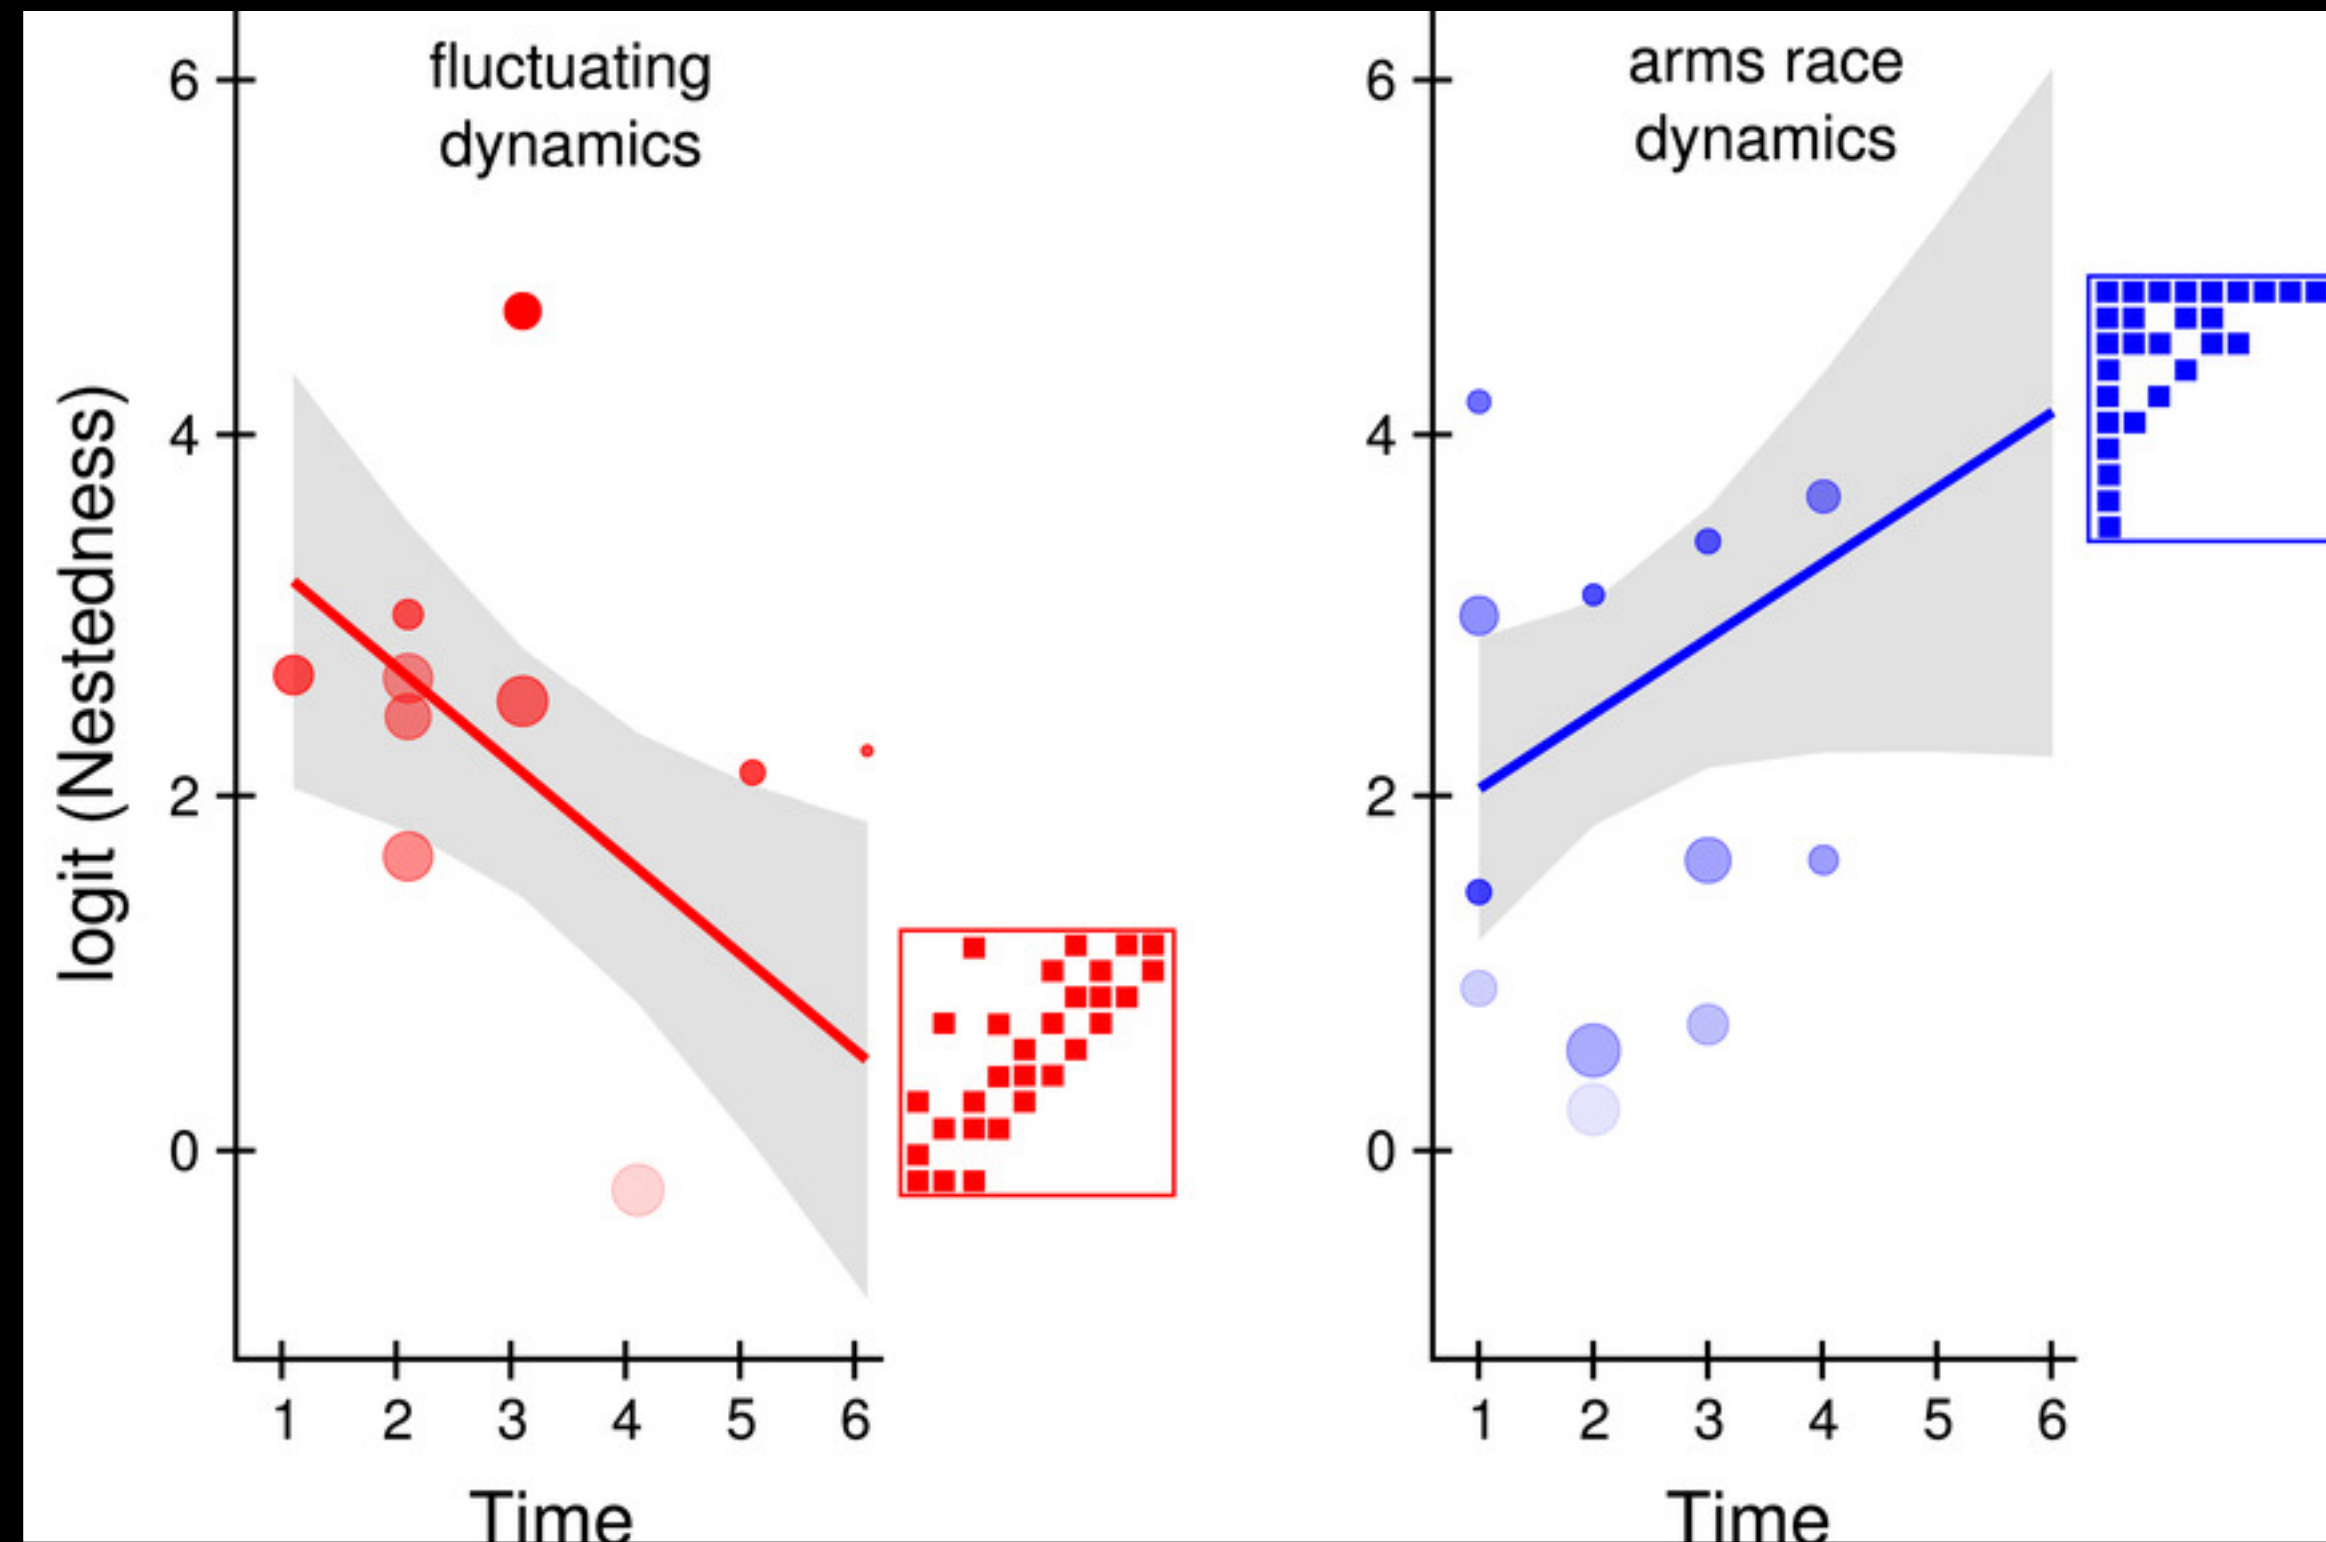 fluctuating
dynamics
logit (Nestedness)
6
4
2
0
1 2 3 4 5 6
Time
arms race
dynamics
6
4
2
0
1 2 3 4 5 6
Time